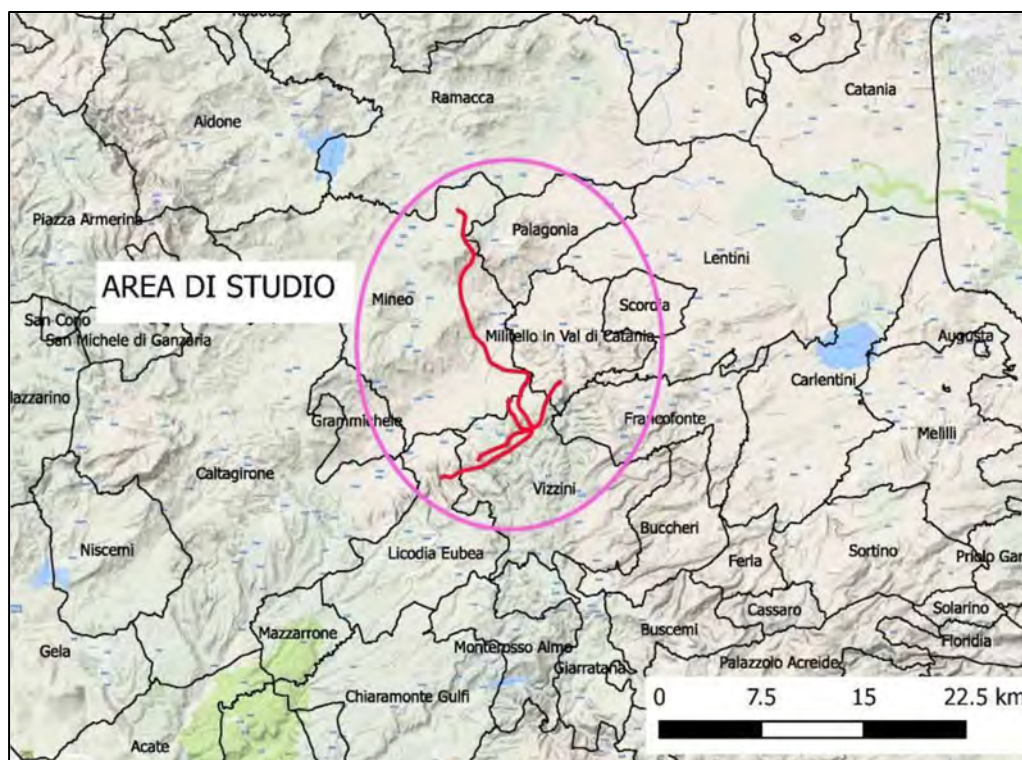 Aidone
Ramacca
Catania
Piazza Armerina
Palagonia
AREA DI STUDIO
Lentini
Mineo
Scordia
San Cono
San Michele di Ganzaria
Militello in Val di Catania
Augusta
Carlentini
Grammichele
Francofonte
Melilli
Caltagirone
Vizzini
Buccheri
Niscemi
Licodia Eubea
Ferla
Sortino
Priolo Gar
Cassaro
Solarino
Mazzarrone
Buscemi
Floridia
Gela
Monterosso Almo
Giarratana
Palazzolo Acreide
Chiaramonte Gulfi
Acate
0 7.5 15 22.5 km